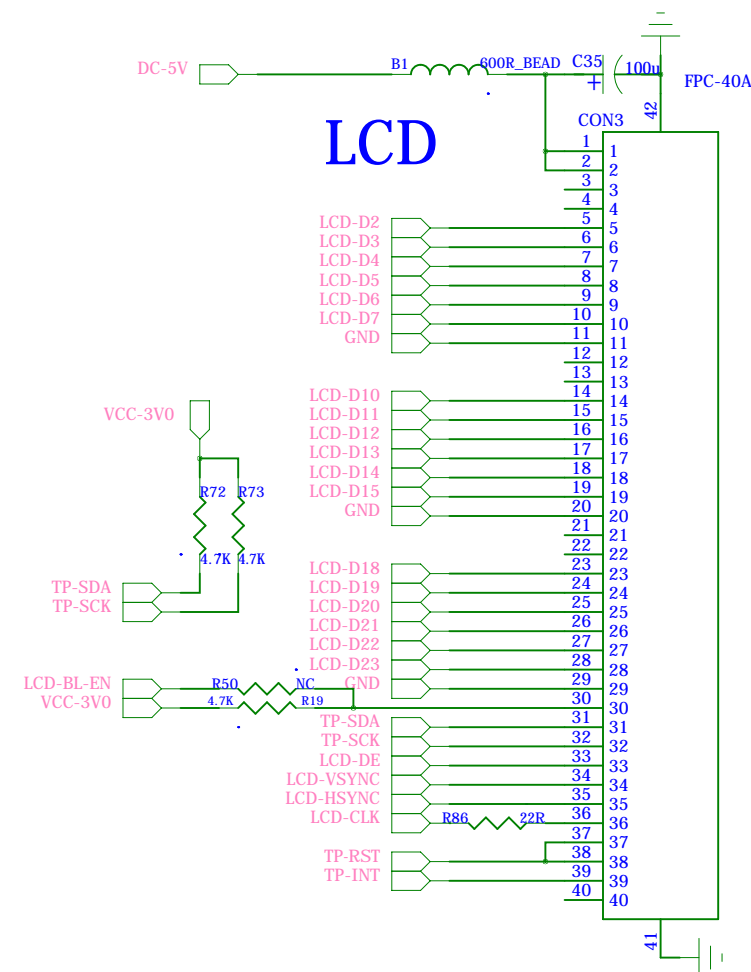 DC-5V
B1
600R_BEAD
C35
+
100u
FPC-40A
42
CON3
LCD
1 1
2 2
3 3
4 4
LCD-D2 5 5
LCD-D3 6 6
LCD-D4 7 7
LCD-D5 8 8
LCD-D6 9 9
LCD-D7 10 10
GND 11 11
12 12
13 13
LCD-D10 14 14
LCD-D11 15 15
LCD-D12 16 16
LCD-D13 17 17
LCD-D14 18 18
LCD-D15 19 19
GND 20 20
21 21
22 22
LCD-D18 23 23
LCD-D19 24 24
LCD-D20 25 25
LCD-D21 26 26
LCD-D22 27 27
LCD-D23 28 28
GND 29 29
30 30
TP-SDA 31 31
TP-SCK 32 32
LCD-DE 33 33
LCD-VSYNC 34 34
LCD-HSYNC 35 35
LCD-CLK R86 22R 36 36
37 37
TP-RST 38 38
TP-INT 39 39
40 40
41
VCC-3V0
R72 R73
4.7K 4.7K
TP-SDA
TP-SCK
LCD-BL-EN R50 NC
VCC-3V0 4.7K R19